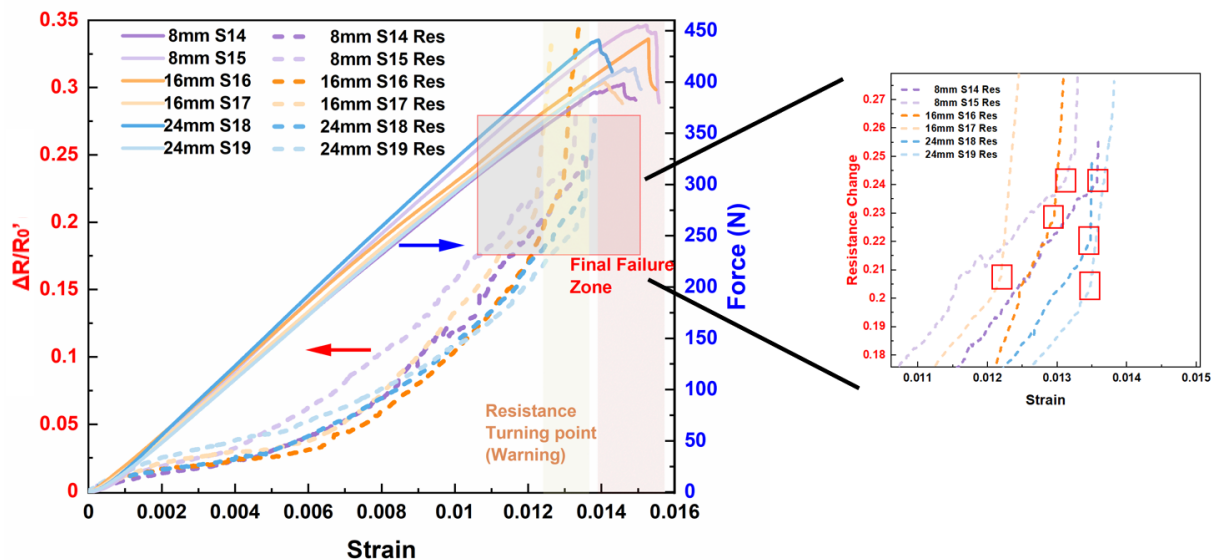 0.35
0.3
0.25
0.2
0.15
0.1
0.05
0
ΔR/R₀'
8mm S14
8mm S15
16mm S16
16mm S17
24mm S18
24mm S19
8mm S14 Res
8mm S15 Res
16mm S16 Res
16mm S17 Res
24mm S18 Res
24mm S19 Res
Final Failure
Zone
Resistance
Turning point
(Warning)
450
400
350
300
250
200
150
100
50
0
Force (N)
0
0.002
0.004
0.006
0.008
0.01
0.012
0.014
0.016
Strain
0.27
0.26
0.25
0.24
0.23
0.22
0.21
0.2
0.19
0.18
Resistance Change
8mm S14 Res
8mm S15 Res
16mm S16 Res
16mm S17 Res
24mm S18 Res
24mm S19 Res
0.011
0.012
0.013
0.014
0.015
Strain